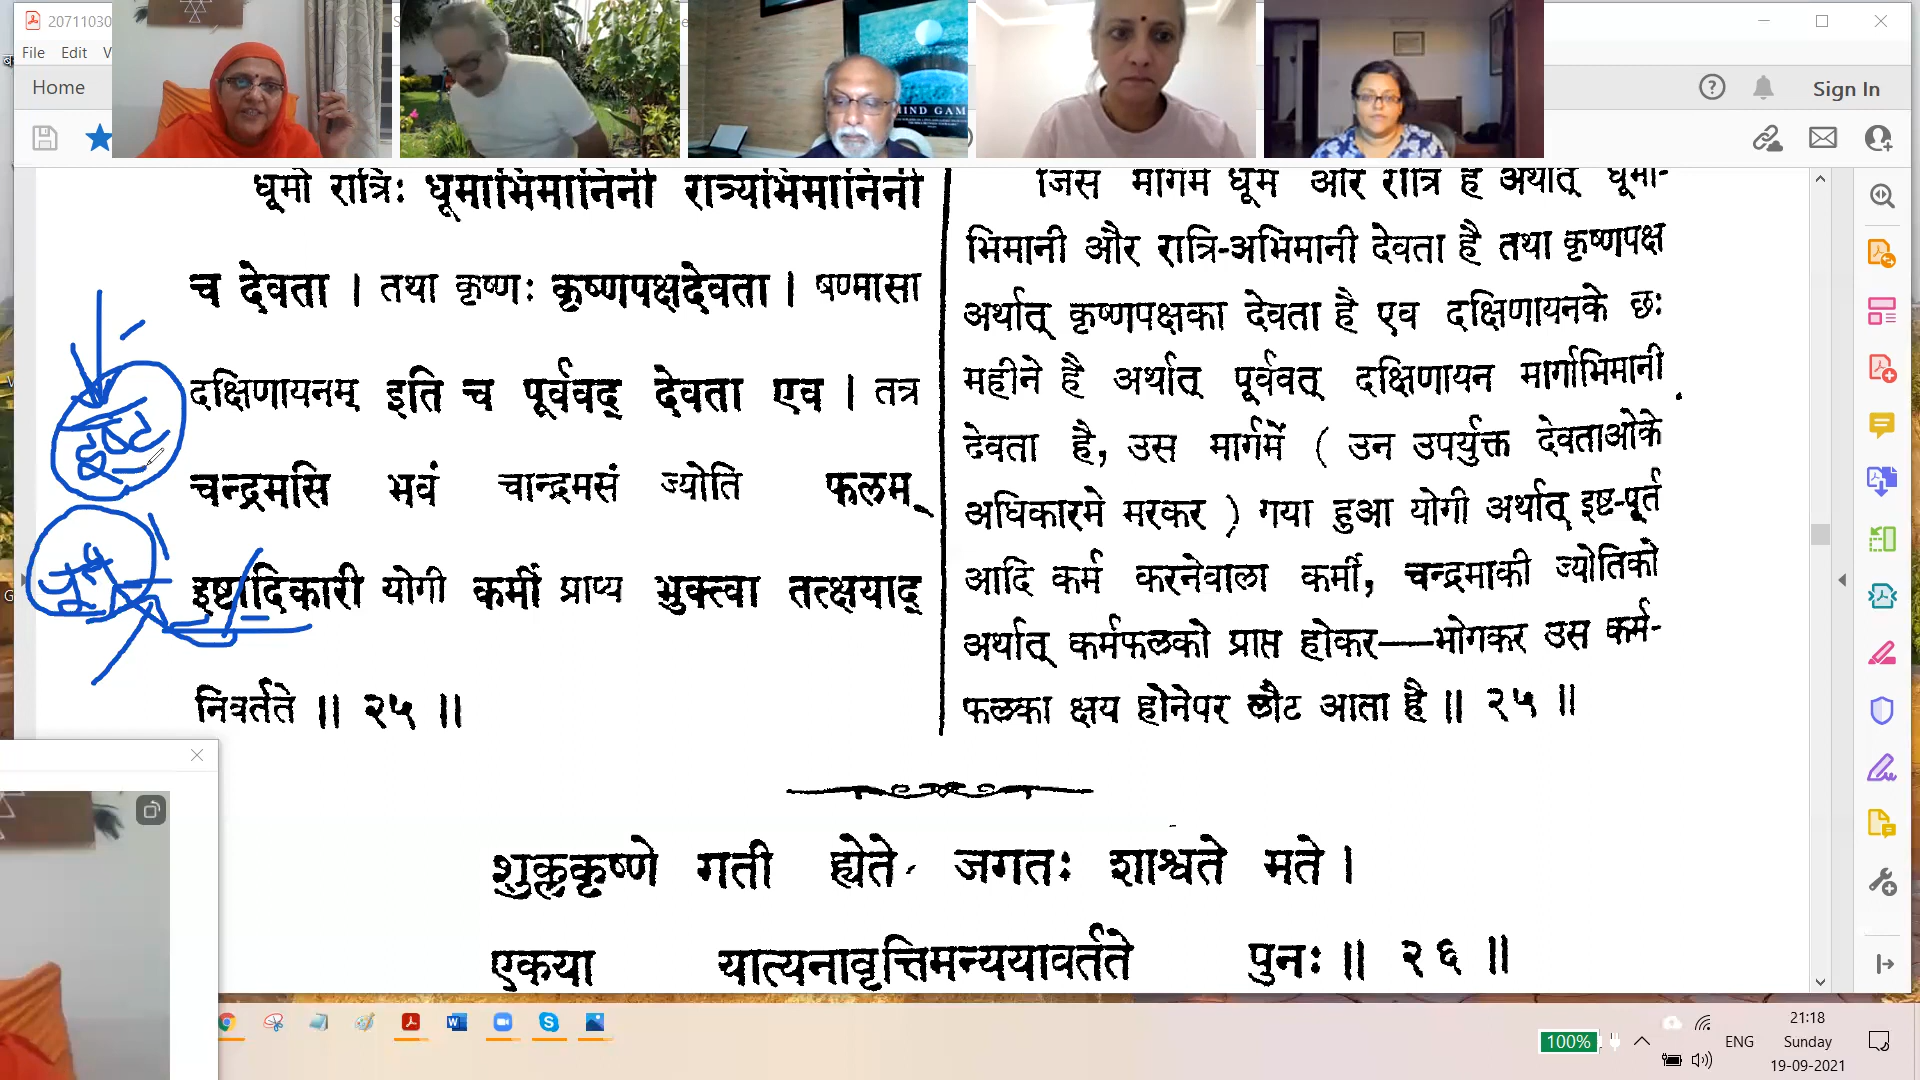 20711030
File Edit V
Home
Sign In
MIND GAM
धूमो रात्रिः धूमाभिमानिनी रात्र्यभिमानिनी
च देवता । तथा कृष्णः कृष्णपक्षदेवता । षण्मासा
दक्षिणायनम् इति च पूर्ववद् देवता एव । तत्र
चन्द्रमसि भवं चान्द्रमसं ज्योति फलम्
इष्टादिकारी योगी कर्मी प्राप्य भुक्त्वा तत्क्षयाद्
निवर्तते ॥ २५ ॥
जिस मार्गमे धूम और रात्रि है अर्थात् धूमा-
भिमानी और रात्रि-अभिमानी देवता है तथा कृष्णपक्ष
अर्थात् कृष्णपक्षका देवता है एव दक्षिणायनके छः
महीने है अर्थात् पूर्ववत् दक्षिणायन मार्गाभिमानी
देवता है, उस मार्गमें ( उन उपर्युक्त देवताओके
अधिकारमे मरकर ) गया हुआ योगी अर्थात् इष्ट-पूर्त
आदि कर्म करनेवाला कर्मी, चन्द्रमाकी ज्योतिको
अर्थात् कर्मफलको प्राप्त होकर—भोगकर उस कर्म-
फलका क्षय होनेपर लौट आता है ॥ २५ ॥
शुक्लकृष्णे गती ह्येते जगतः शाश्वते मते ।
एकया यात्यनावृत्तिमन्ययावर्तते पुनः ॥ २६ ॥
100%
ENG
21:18
Sunday
19-09-2021